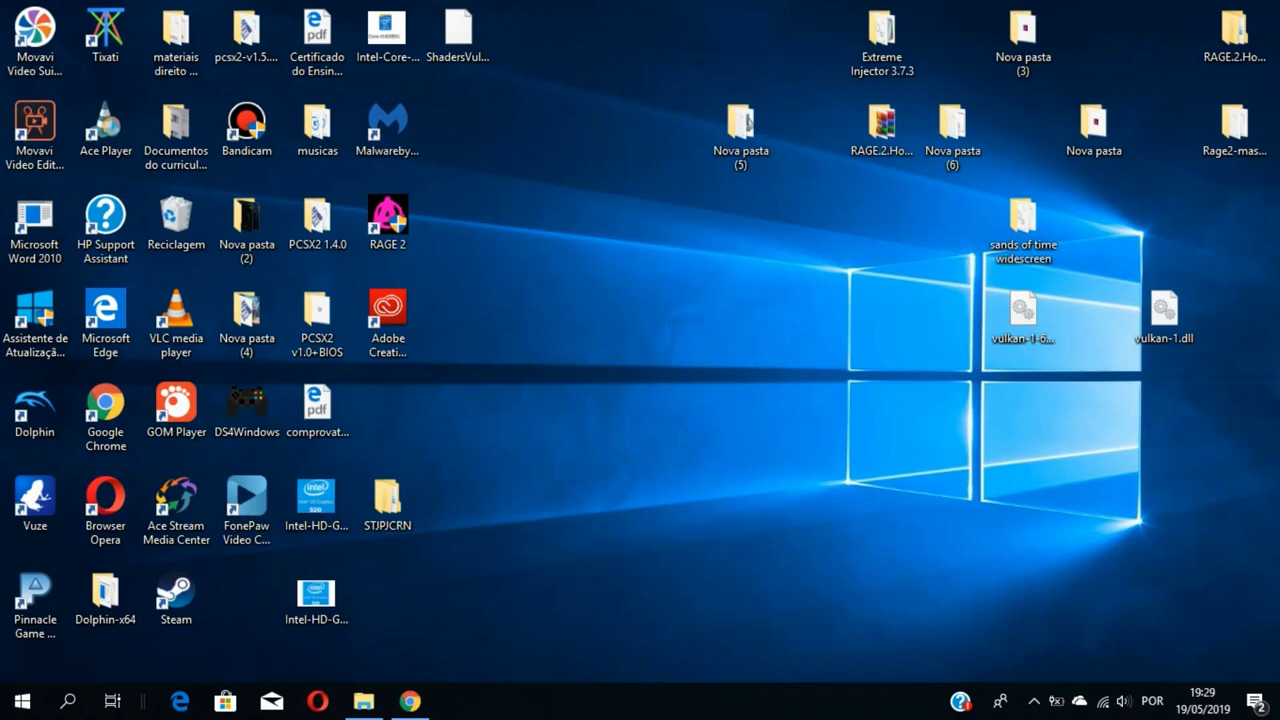 Movavi
Video Sui...
Tixati
materiais
direito ...
pcsx2-v1.5....
Certificado
do Ensin...
Intel-Core-...
ShadersVul...
Extreme
Injector 3.7.3
Nova pasta
(3)
RAGE.2.Ho...
Movavi
Video Edit...
Ace Player
Documentos
do curricul...
Bandicam
musicas
Malwareby...
Nova pasta
(5)
RAGE.2.Ho...
Nova pasta
(6)
Nova pasta
Rage2-mas...
Microsoft
Word 2010
HP Support
Assistant
Reciclagem
Nova pasta
(2)
PCSX2 1.4.0
RAGE 2
sands of time
widescreen
Assistente de
Atualizaçã...
Microsoft
Edge
VLC media
player
Nova pasta
(4)
PCSX2
v1.0+BIOS
Adobe
Creati...
vulkan-1-6...
vulkan-1.dll
Dolphin
Google
Chrome
GOM Player
DS4Windows
pdf
comprovat...
Vuze
Browser
Opera
Ace Stream
Media Center
FonePaw
Video C...
Intel-HD-G...
STJPJCRN
Pinnacle
Game ...
Dolphin-x64
Steam
Intel-HD-G...
POR
19:29
19/05/2019
2